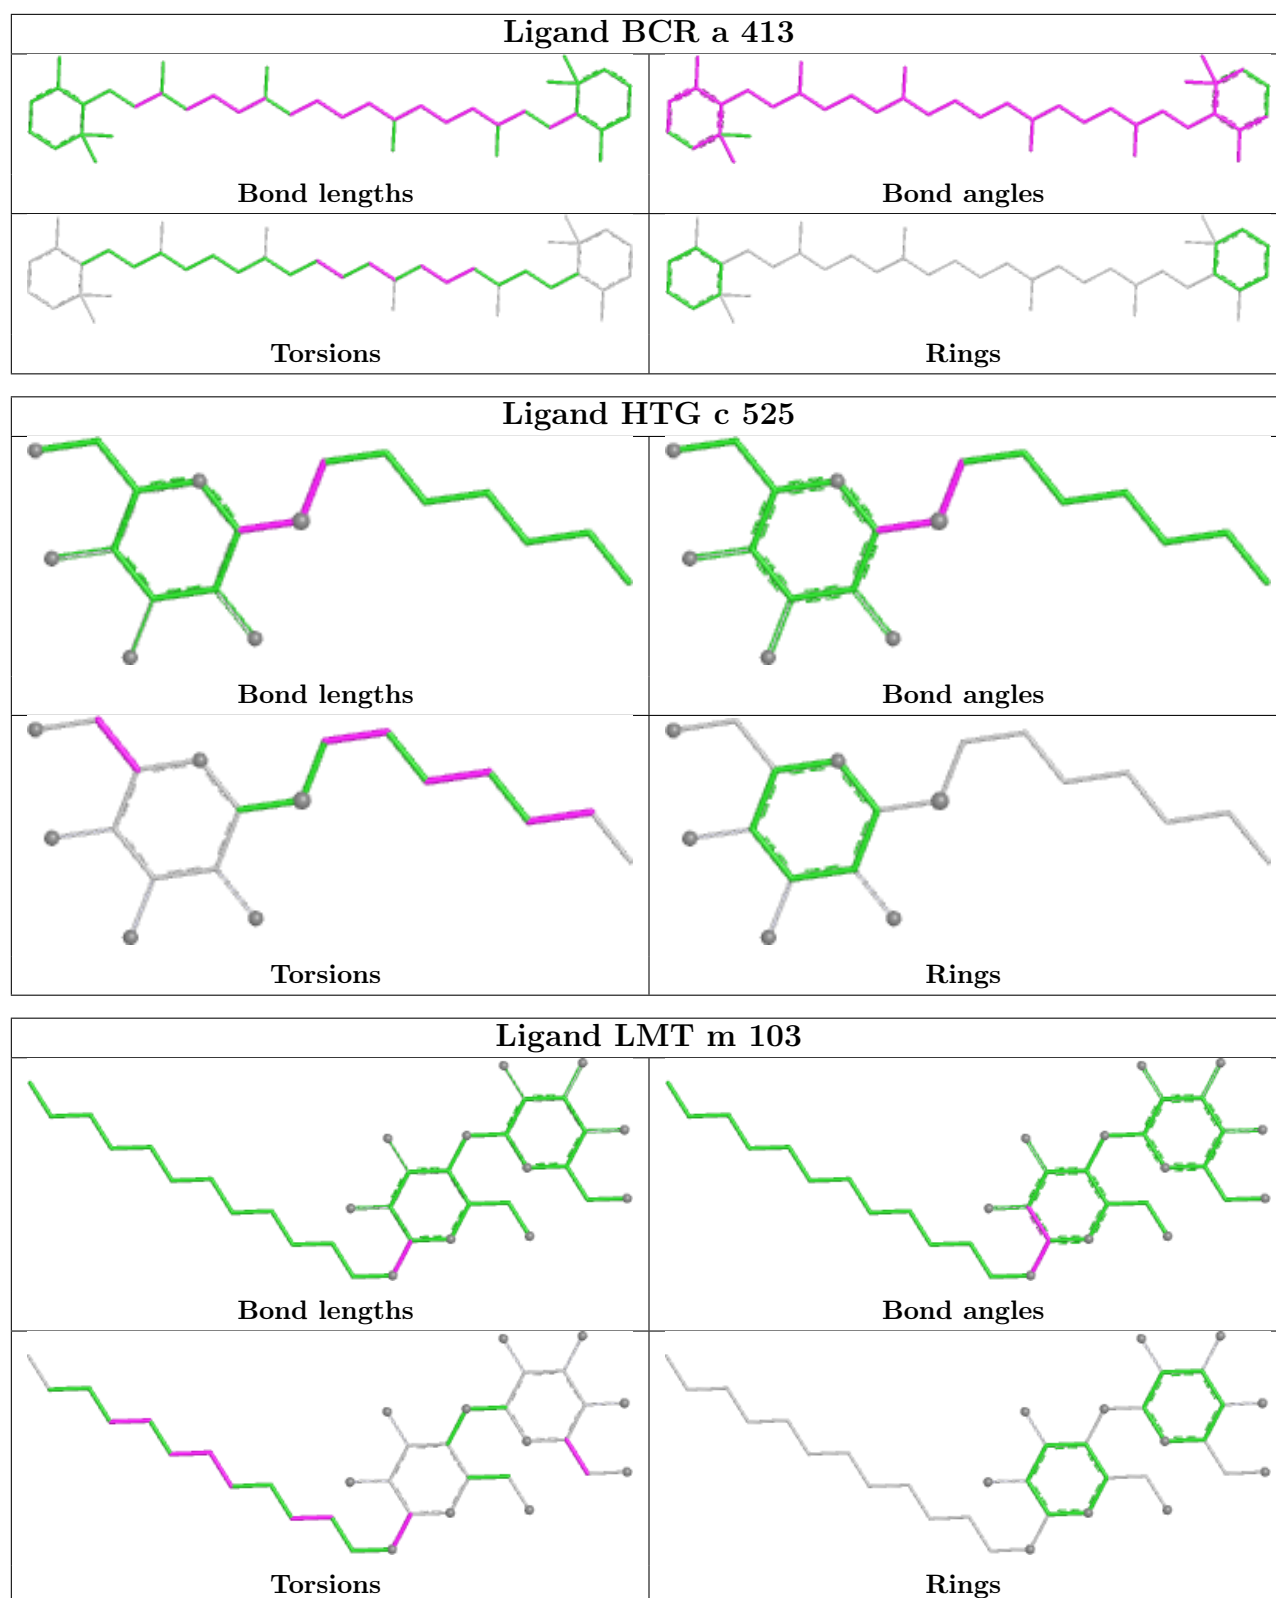 Ligand BCR a 413
Bond lengths
Bond angles
Torsions
Rings
Ligand HTG c 525
Bond lengths
Bond angles
Torsions
Rings
Ligand LMT m 103
Bond lengths
Bond angles
Torsions
Rings